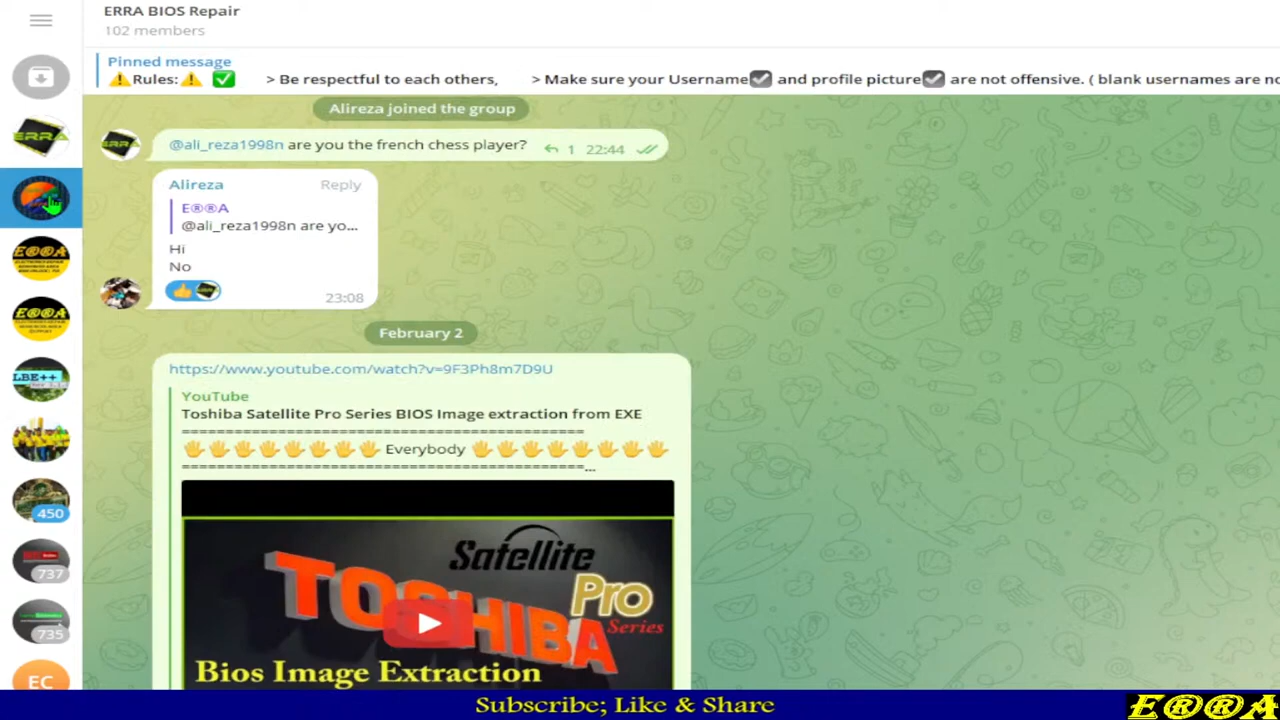 ERRA BIOS Repair
102 members
Pinned message
⚠️Rules:⚠️ ✅ > Be respectful to each others, > Make sure your Username☑️ and profile picture☑️ are not offensive. ( blank usernames are no
Alireza joined the group
ERRA
@ali_reza1998n are you the french chess player? 1 22:44
Alireza Reply
E®®A
@ali_reza1998n are yo...
Hi
No
👍 23:08
February 2
https://www.youtube.com/watch?v=9F3Ph8m7D9U
YouTube
Toshiba Satellite Pro Series BIOS Image extraction from EXE
==========================================
🖐🖐🖐🖐🖐🖐🖐🖐 Everybody 🖐🖐🖐🖐🖐🖐🖐🖐
==========================================...
Satellite
TOSHIBA
Pro
Series
Bios Image Extraction
ERRA
E®®A
E®®A
LBE++
450
737
735
EC
Subscribe; Like & Share
E®®A